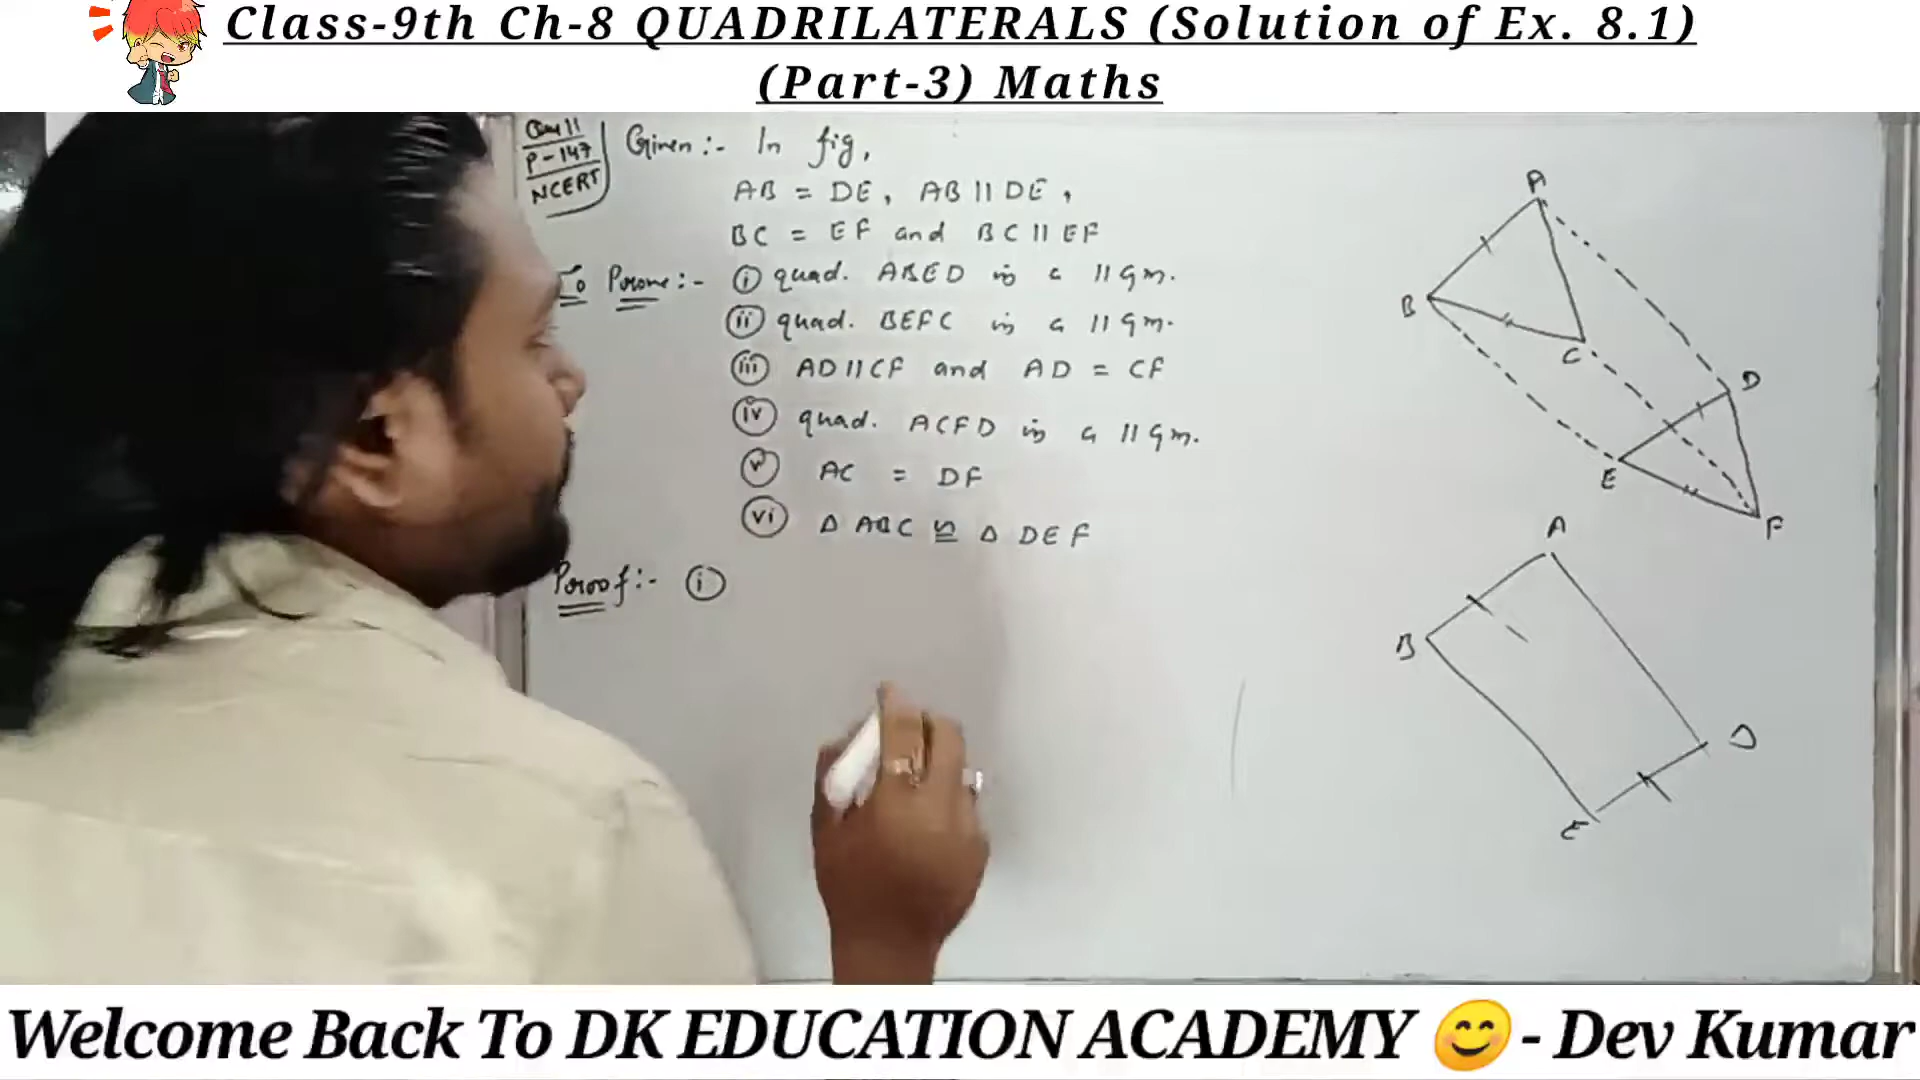 Class-9th Ch-8 QUADRILATERALS (Solution of Ex. 8.1)
(Part-3) Maths
P-147
NCERT
Given :- In fig,
AB = DE, AB || DE,
BC = EF and BC || EF
To Prove :- (i) quad. ABED is a ||gm.
(ii) quad. BEFC is a ||gm.
(iii) AD || CF and AD = CF
(iv) quad. ACFD is a ||gm.
(v) AC = DF
(vi) Δ ABC ≅ Δ DEF
Proof :- (i)
A
B
C
D
E
F
A
B
D
E
Welcome Back To DK EDUCATION ACADEMY 😊 - Dev Kumar